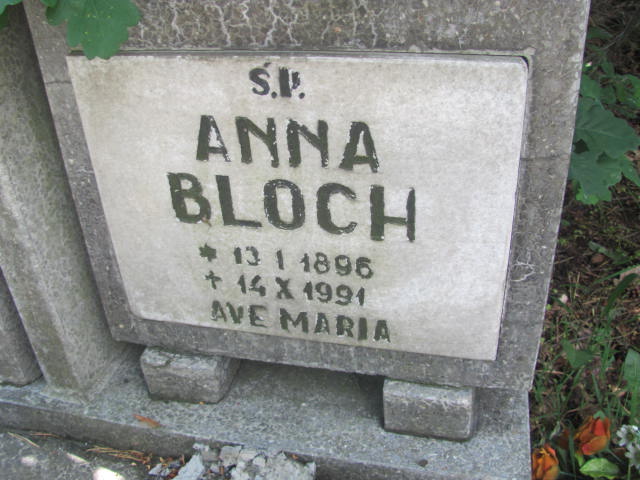 Ś.P.
ANNA
BLOCH
* 13 I 1896
+ 14 X 1991
AVE MARIA